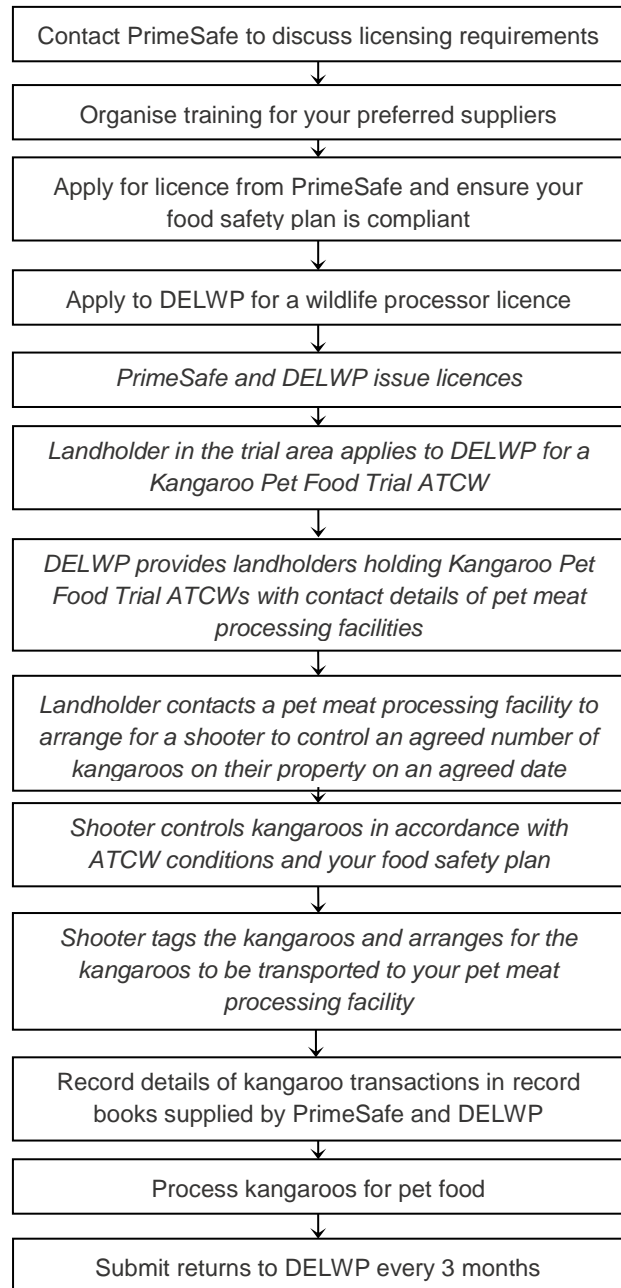 Contact PrimeSafe to discuss licensing requirements
Organise training for your preferred suppliers
Apply for licence from PrimeSafe and ensure your
food safety plan is compliant
Apply to DELWP for a wildlife processor licence
PrimeSafe and DELWP issue licences
Landholder in the trial area applies to DELWP for a
Kangaroo Pet Food Trial ATCW
DELWP provides landholders holding Kangaroo Pet
Food Trial ATCWs with contact details of pet meat
processing facilities
Landholder contacts a pet meat processing facility to
arrange for a shooter to control an agreed number of
kangaroos on their property on an agreed date
Shooter controls kangaroos in accordance with
ATCW conditions and your food safety plan
Shooter tags the kangaroos and arranges for the
kangaroos to be transported to your pet meat
processing facility
Record details of kangaroo transactions in record
books supplied by PrimeSafe and DELWP
Process kangaroos for pet food
Submit returns to DELWP every 3 months